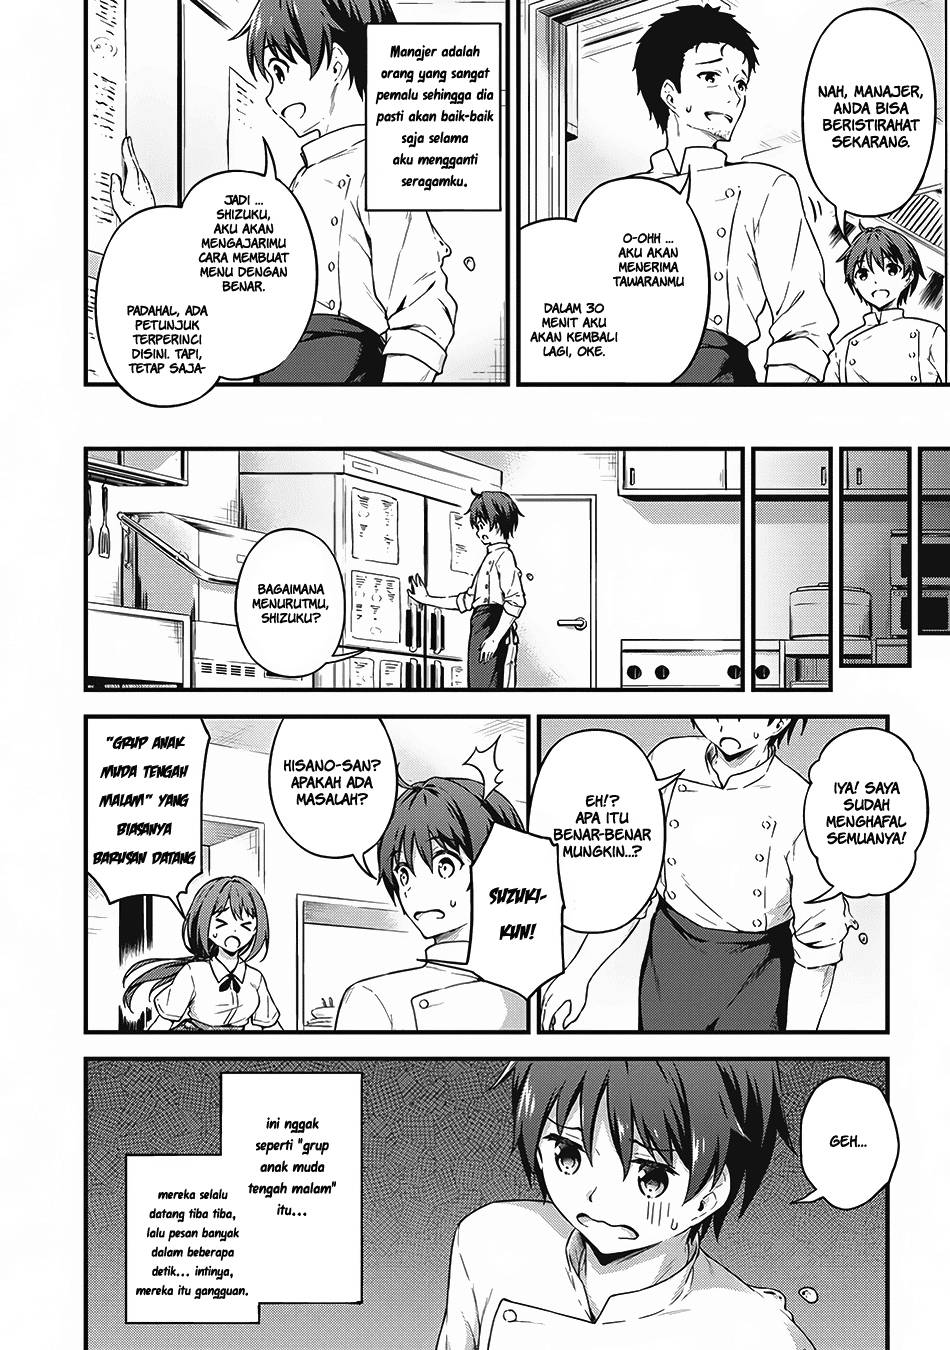 NAH, MANAJER,
ANDA BISA
BERISTIRAHAT
SEKARANG.
O-OHH ...
AKU AKAN
MENERIMA
TAWARANMU
DALAM 30
MENIT AKU
AKAN KEMBALI
LAGI, OKE.
Manajer adalah
orang yang sangat
pemalu sehingga dia
pasti akan baik-baik
saja selama
aku mengganti
seragamku.
JADI ...
SHIZUKU,
AKU AKAN
MENGAJARIMU
CARA MEMBUAT
MENU DENGAN
BENAR.
PADAHAL, ADA
PETUNJUK
TERPERINCI
DISINI. TAPI,
TETAP SAJA-
BAGAIMANA
MENURUTMU,
SHIZUKU?
IYA! SAYA
SUDAH
MENGHAFAL
SEMUANYA!
EH!?
APA ITU
BENAR-BENAR
MUNGKIN..?
SUZUKI-
KUN!
HISANO-SAN?
APAKAH ADA
MASALAH?
"GRUP ANAK
MUDA TENGAH
MALAM" YANG
BIASANYA
BARUSAN DATANG
GEH...
ini nggak
seperti "grup
anak muda
tengah malam"
itu...
mereka selalu
datang tiba tiba,
lalu pesan banyak
dalam beberapa
detik... intinya,
mereka itu gangguan.